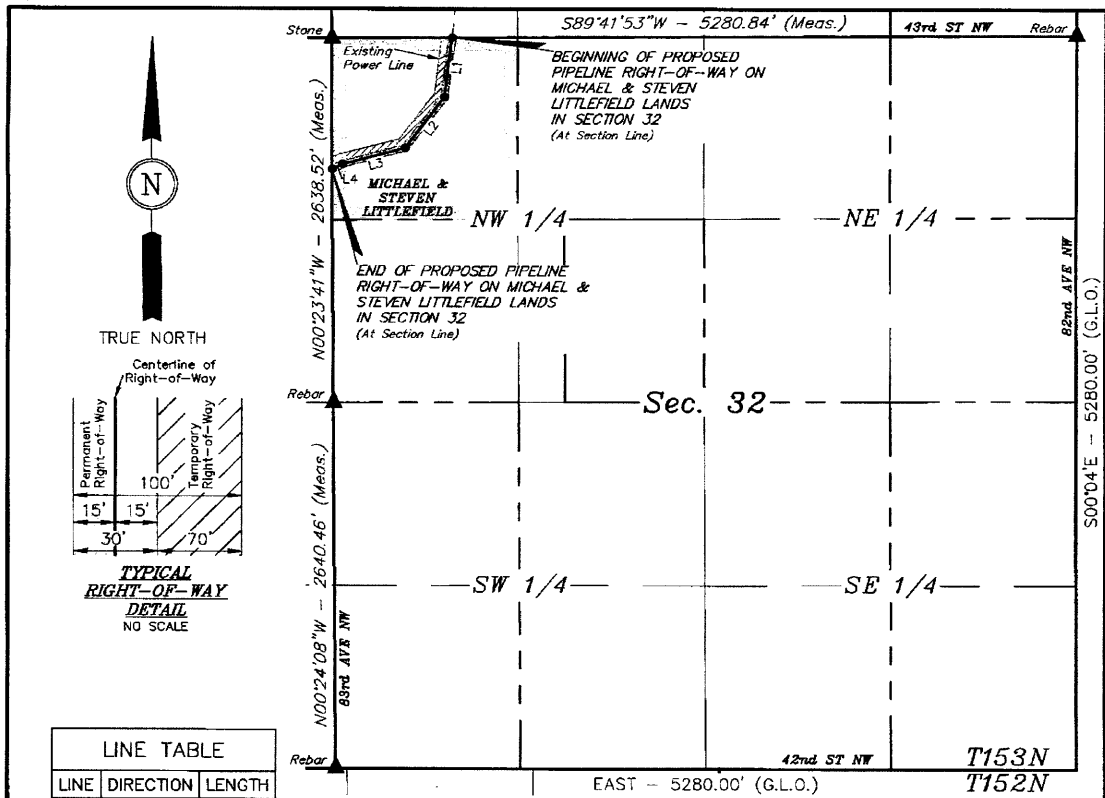 S89°41'53"W - 5280.84' (Meas.)
43rd ST NW
Stone
Rebar
Existing
Power Line
L1
L2
L3
L4
BEGINNING OF PROPOSED
PIPELINE RIGHT-OF-WAY ON
MICHAEL & STEVEN
LITTLEFIELD LANDS
IN SECTION 32
(At Section Line)
N
TRUE NORTH
N00°23'41"W - 2638.52' (Meas.)
MICHAEL &
STEVEN
LITTLEFIELD
NW 1/4
NE 1/4
82nd AVE NW
S00°04'E - 5280.00' (G.L.O.)
END OF PROPOSED PIPELINE
RIGHT-OF-WAY ON MICHAEL &
STEVEN LITTLEFIELD LANDS
IN SECTION 32
(At Section Line)
Centerline of
Right-of-Way
Permanent
Right-of-Way
Temporary
Right-of-Way
100'
15'
15'
30'
70'
TYPICAL
RIGHT-OF-WAY
DETAIL
NO SCALE
Rebar
Sec. 32
N00°24'08"W - 2640.46' (Meas.)
83rd AVE NW
SW 1/4
SE 1/4
LINE TABLE
LINE DIRECTION LENGTH
Rebar
42nd ST NW
T153N
EAST - 5280.00' (G.L.O.)
T152N